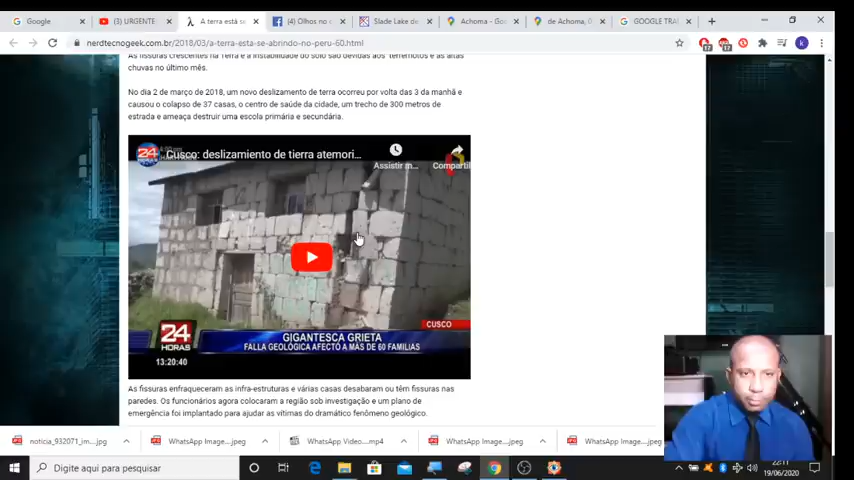 Google
(3) URGENTE
A terra está se
(4) Olhos no c
Slade Lake de
Achoma - Goo
de Achoma, 0
GOOGLE TRA
nerdtecnogeek.com.br/2018/03/a-terra-esta-se-abrindo-no-peru-60.html
As fissuras crescentes na Terra e a instabilidade do solo são devidas aos terremotos e às altas
chuvas no último mês.
No dia 2 de março de 2018, um novo deslizamento de terra ocorreu por volta das 3 da manhã e
causou o colapso de 37 casas, o centro de saúde da cidade, um trecho de 300 metros de
estrada e ameaça destruir uma escola primária e secundária.
24
Cusco: deslizamiento de tierra atemori...
Assistir m...
Compartil
CUSCO
24
HORAS
GIGANTESCA GRIETA
FALLA GEOLÓGICA AFECTÓ A MÁS DE 60 FAMILIAS
13:20:40
As fissuras enfraqueceram as infra-estruturas e várias casas desabaram ou têm fissuras nas
paredes. Os funcionários agora colocaram a região sob investigação e um plano de
emergência foi implantado para ajudar as vítimas do dramático fenômeno geológico.
noticia_932071_im....jpg
WhatsApp Image....jpeg
WhatsApp Video....mp4
WhatsApp Image....jpeg
WhatsApp Image....jpeg
Digite aqui para pesquisar
22:11
19/06/2020